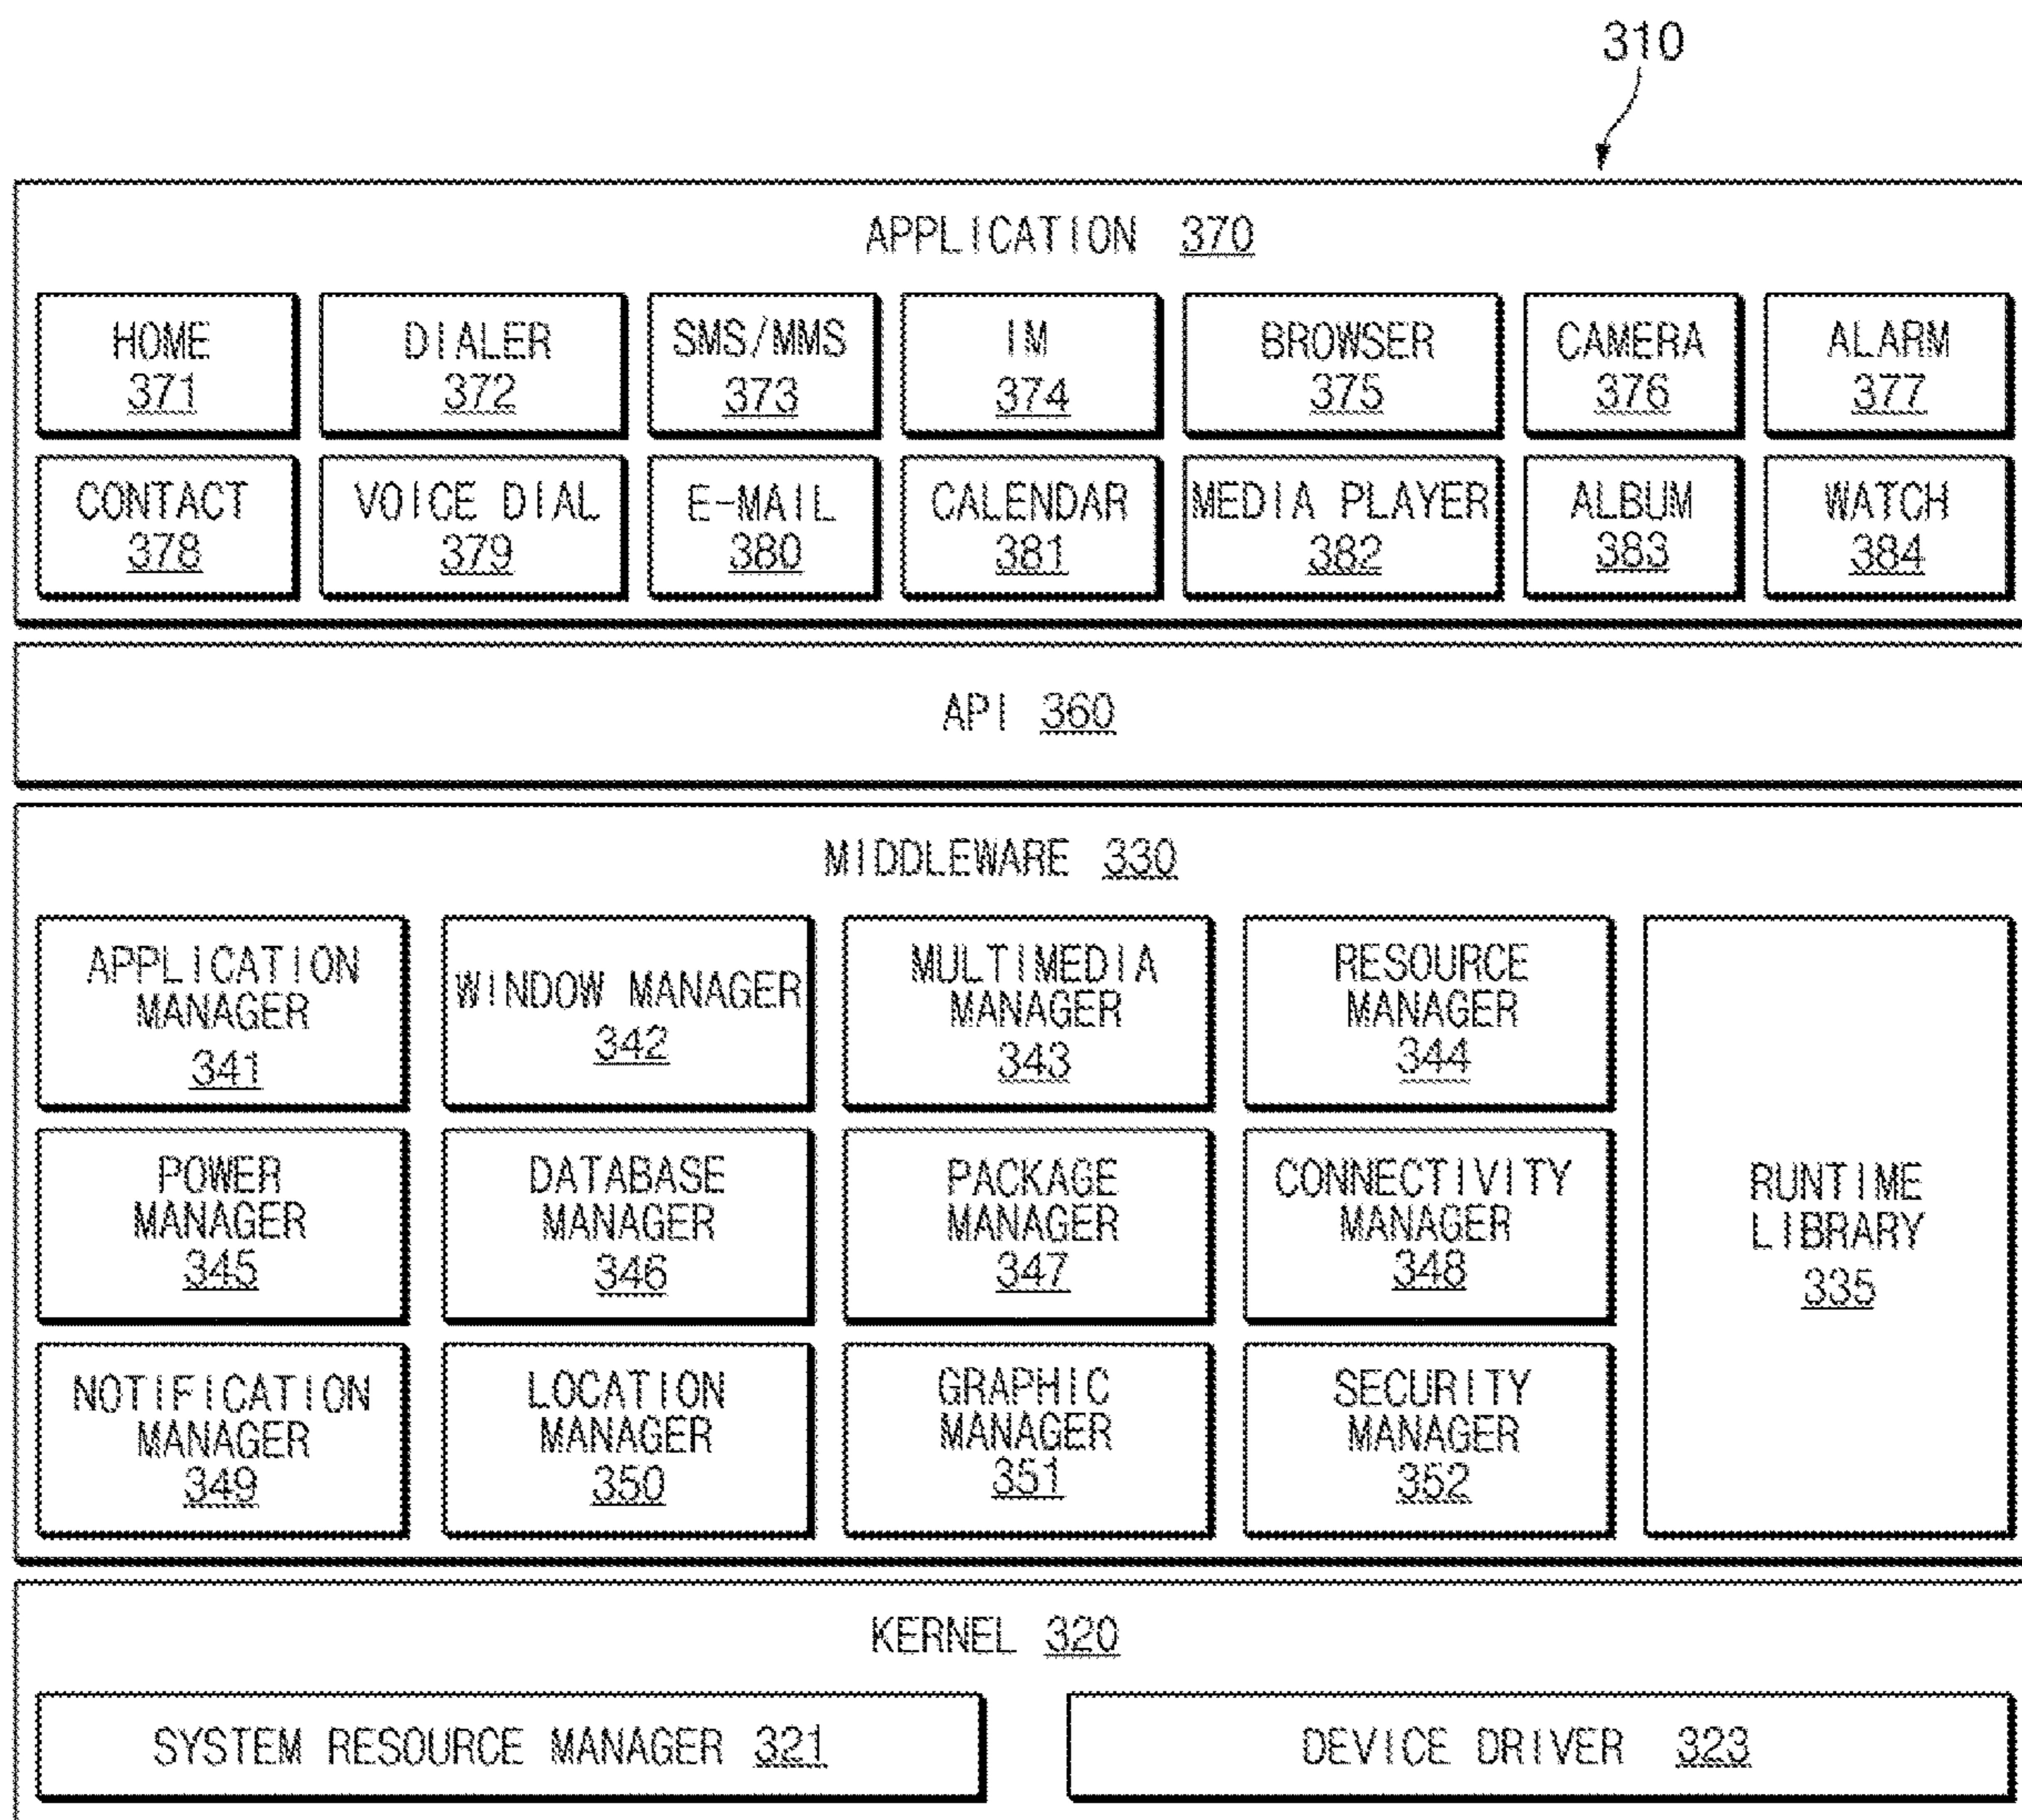 310
APPLICATION 370
HOME
371
DIALER
372
SMS/MMS
373
IM
374
BROWSER
375
CAMERA
376
ALARM
377
CONTACT
378
VOICE DIAL
379
E-MAIL
380
CALENDAR
381
MEDIA PLAYER
382
ALBUM
383
WATCH
384
API 360
MIDDLEWARE 330
APPLICATION
MANAGER
341
WINDOW MANAGER
342
MULTIMEDIA
MANAGER
343
RESOURCE
MANAGER
344
POWER
MANAGER
345
DATABASE
MANAGER
346
PACKAGE
MANAGER
347
CONNECTIVITY
MANAGER
348
NOTIFICATION
MANAGER
349
LOCATION
MANAGER
350
GRAPHIC
MANAGER
351
SECURITY
MANAGER
352
RUNTIME
LIBRARY
335
KERNEL 320
SYSTEM RESOURCE MANAGER 321
DEVICE DRIVER 323